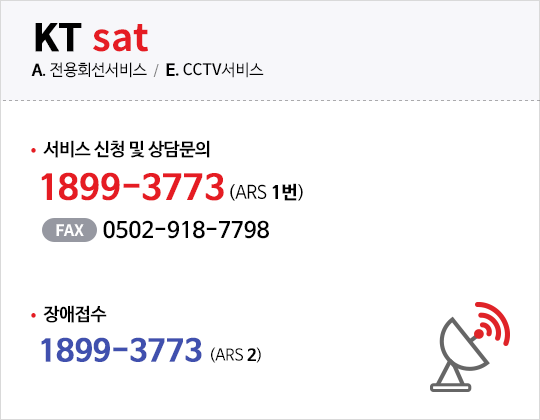 KT sat
A. 전용회선서비스 / E. CCTV서비스
• 서비스 신청 및 상담문의
1899-3773 (ARS 1번)
FAX 0502-918-7798
• 장애접수
1899-3773 (ARS 2)